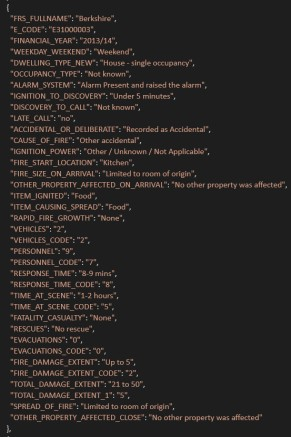 {
"FRS_FULLNAME": "Berkshire",
"E_CODE": "E31000003",
"FINANCIAL_YEAR": "2013/14",
"WEEKDAY_WEEKEND": "Weekend",
"DWELLING_TYPE_NEW": "House - single occupancy",
"OCCUPANCY_TYPE": "Not known",
"ALARM_SYSTEM": "Alarm Present and raised the alarm",
"IGNITION_TO_DISCOVERY": "Under 5 minutes",
"DISCOVERY_TO_CALL": "Not known",
"LATE_CALL": "no",
"ACCIDENTAL_OR_DELIBERATE": "Recorded as Accidental",
"CAUSE_OF_FIRE": "Other accidental",
"IGNITION_POWER": "Other / Unknown / Not Applicable",
"FIRE_START_LOCATION": "Kitchen",
"FIRE_SIZE_ON_ARRIVAL": "Limited to room of origin",
"OTHER_PROPERTY_AFFECTED_ON_ARRIVAL": "No other property was affected",
"ITEM_IGNITED": "Food",
"ITEM_CAUSING_SPREAD": "Food",
"RAPID_FIRE_GROWTH": "None",
"VEHICLES": "2",
"VEHICLES_CODE": "2",
"PERSONNEL": "9",
"PERSONNEL_CODE": "7",
"RESPONSE_TIME": "8-9 mins",
"RESPONSE_TIME_CODE": "8",
"TIME_AT_SCENE": "1-2 hours",
"TIME_AT_SCENE_CODE": "5",
"FATALITY_CASUALTY": "None",
"RESCUES": "No rescue",
"EVACUATIONS": "0",
"EVACUATIONS_CODE": "0",
"FIRE_DAMAGE_EXTENT": "Up to 5",
"FIRE_DAMAGE_EXTENT_CODE": "2",
"TOTAL_DAMAGE_EXTENT": "21 to 50",
"TOTAL_DAMAGE_EXTENT_1": "5",
"SPREAD_OF_FIRE": "Limited to room of origin",
"OTHER_PROPERTY_AFFECTED_CLOSE": "No other property was affected"
},